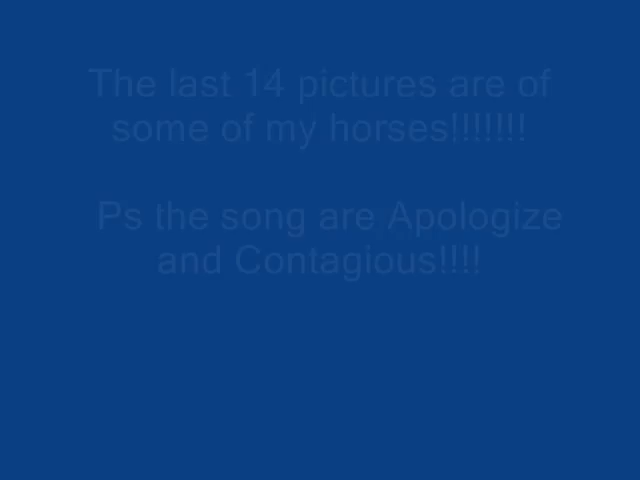 The last 14 pictures are of
some of my horses!!!!!!!
Ps the song are Apologize
and Contagious!!!!